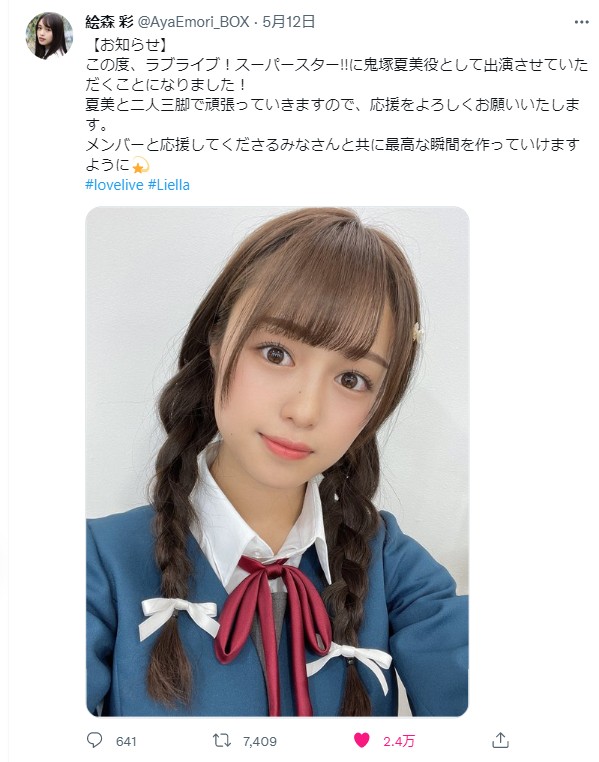 絵森 彩 @AyaEmori_BOX · 5月12日
【お知らせ】
この度、ラブライブ！スーパースター!!に鬼塚夏美役として出演させていた
だくことになりました！
夏美と二人三脚で頑張っていきますので、応援をよろしくお願いいたしま
す。
メンバーと応援してくださるみなさんと共に最高な瞬間を作っていけます
ように💫
#lovelive #Liella
641 7,409 2.4万